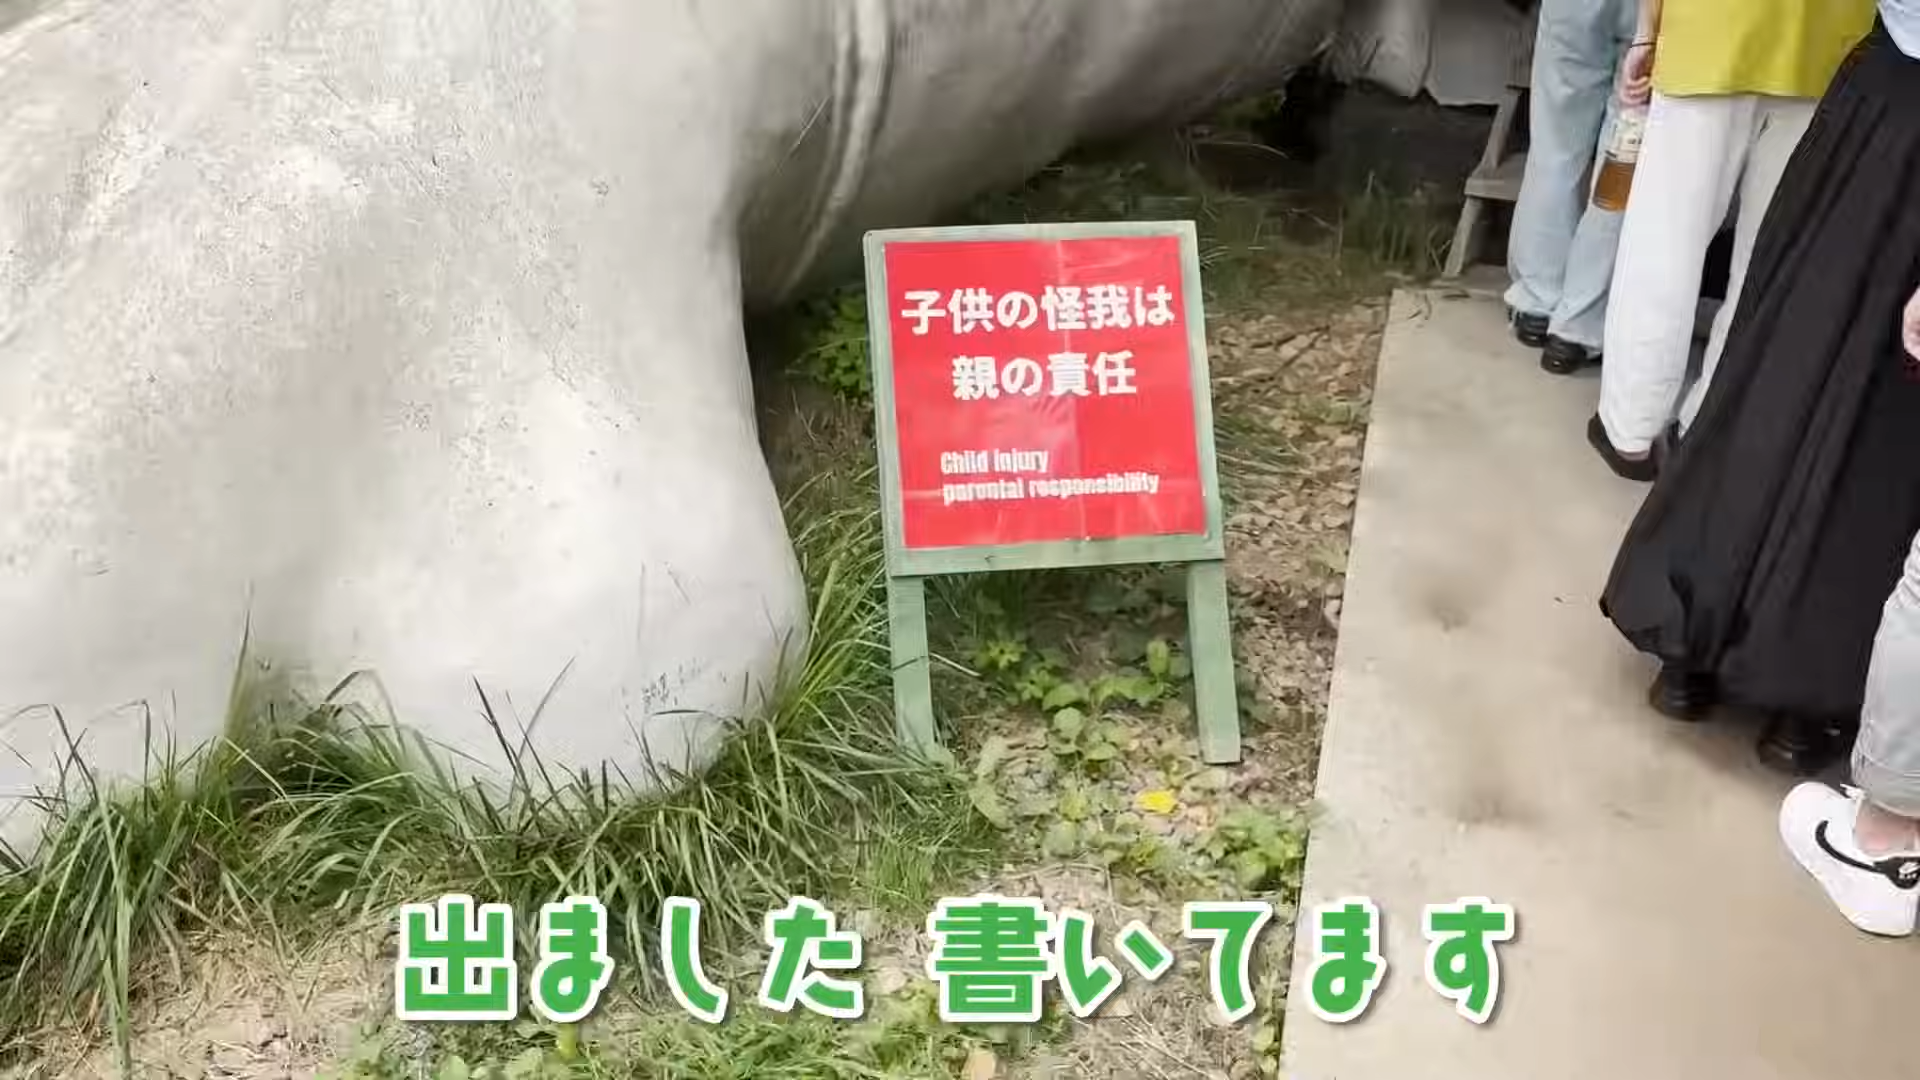 子供の怪我は
親の責任
Child injury
parental responsibility
出ました 書いてます